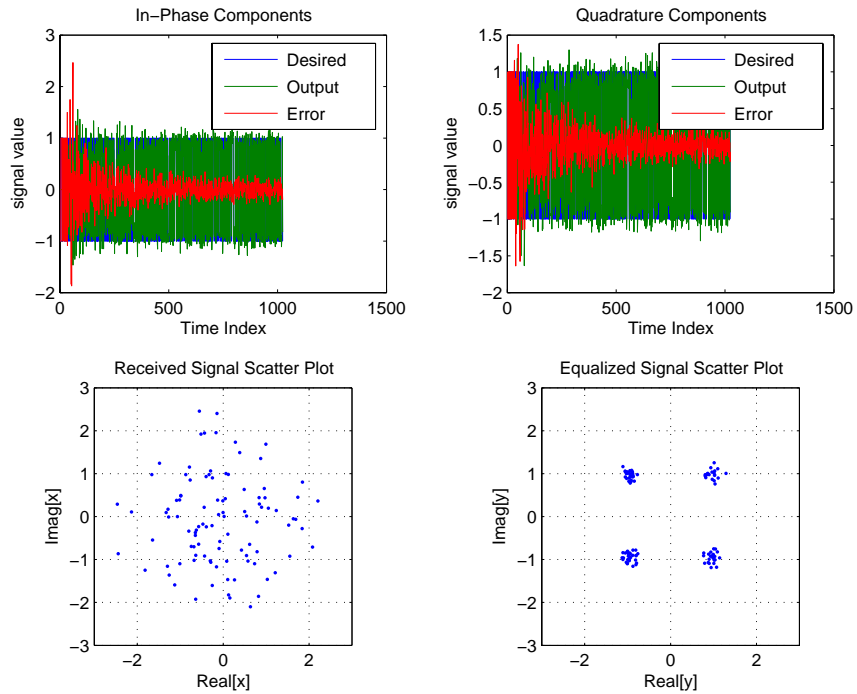 In−Phase Components
3
2
1
0
−1
−2
signal value
0
500
1000
1500
Time Index
Desired
Output
Error
Quadrature Components
1.5
1
0.5
0
−0.5
−1
−1.5
−2
signal value
0
500
1000
1500
Time Index
Desired
Output
Error
Received Signal Scatter Plot
3
2
1
0
−1
−2
−3
Imag[x]
−2
0
2
Real[x]
Equalized Signal Scatter Plot
3
2
1
0
−1
−2
−3
Imag[y]
−2
0
2
Real[y]